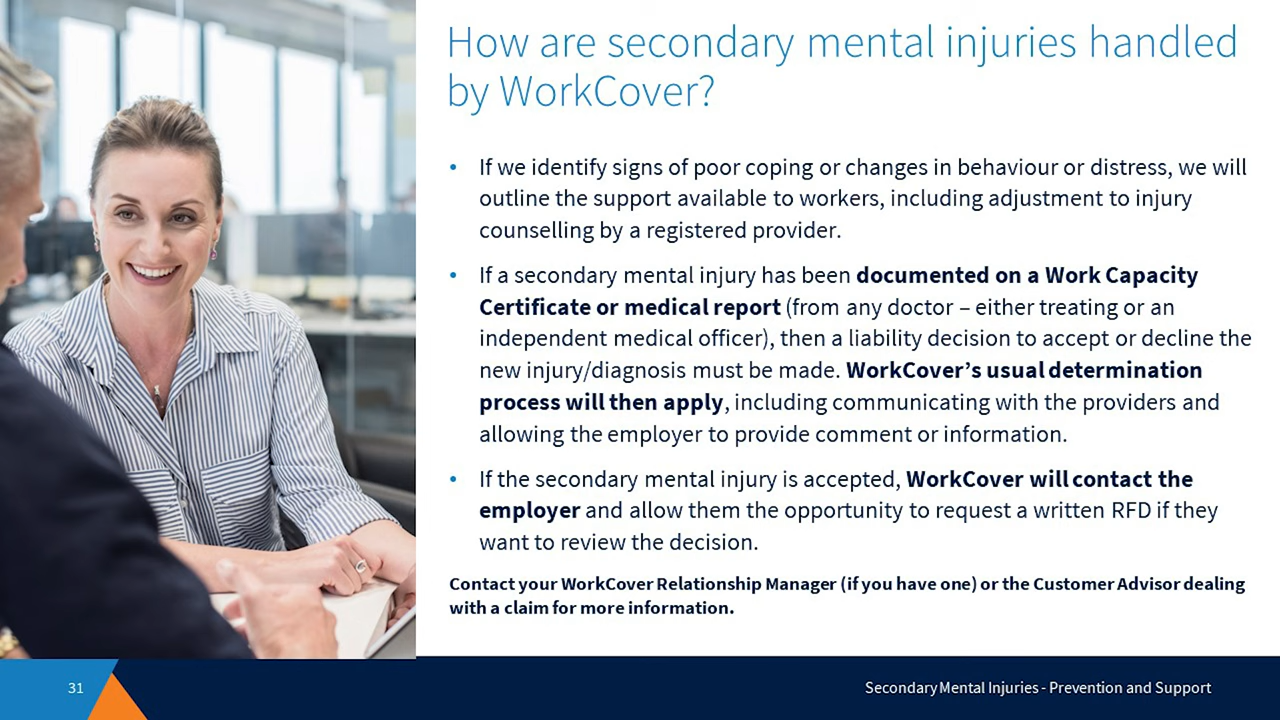 How are secondary mental injuries handled
by WorkCover?
• If we identify signs of poor coping or changes in behaviour or distress, we will
outline the support available to workers, including adjustment to injury
counselling by a registered provider.
• If a secondary mental injury has been documented on a Work Capacity
Certificate or medical report (from any doctor – either treating or an
independent medical officer), then a liability decision to accept or decline the
new injury/diagnosis must be made. WorkCover’s usual determination
process will then apply, including communicating with the providers and
allowing the employer to provide comment or information.
• If the secondary mental injury is accepted, WorkCover will contact the
employer and allow them the opportunity to request a written RFD if they
want to review the decision.
Contact your WorkCover Relationship Manager (if you have one) or the Customer Advisor dealing
with a claim for more information.
31
Secondary Mental Injuries - Prevention and Support